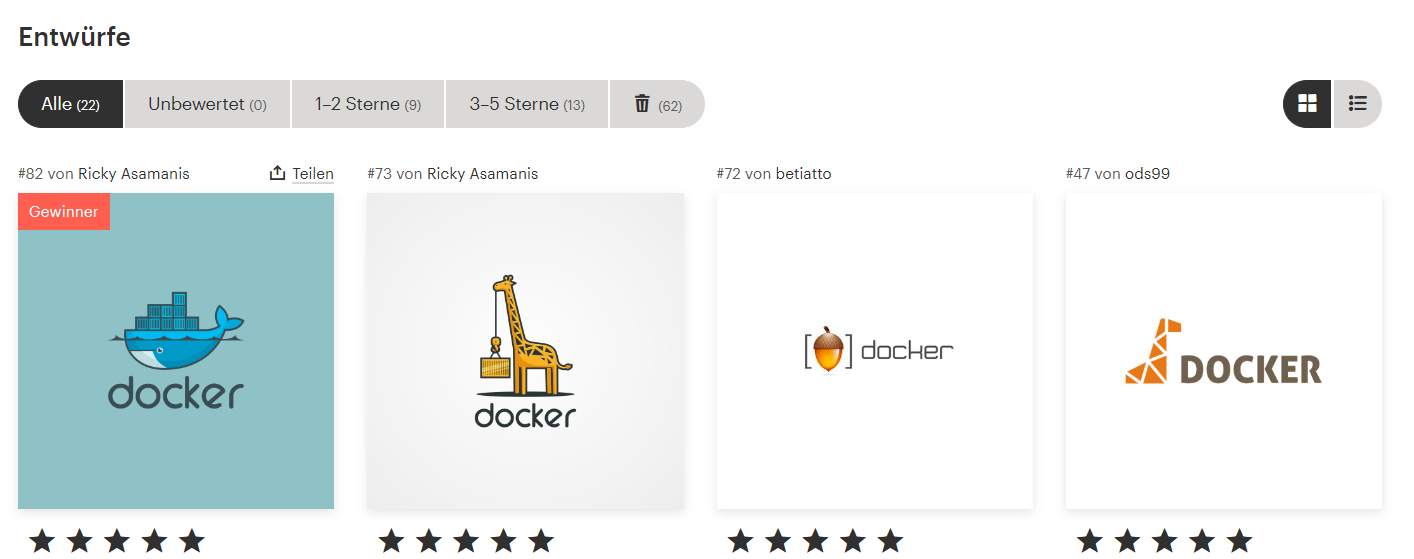 Entwürfe
Alle (22) Unbewertet (0) 1–2 Sterne (9) 3–5 Sterne (13) (62)
#82 von Ricky Asamanis Teilen #73 von Ricky Asamanis #72 von betiatto #47 von ods99
Gewinner
docker
docker
[ ] docker
DOCKER